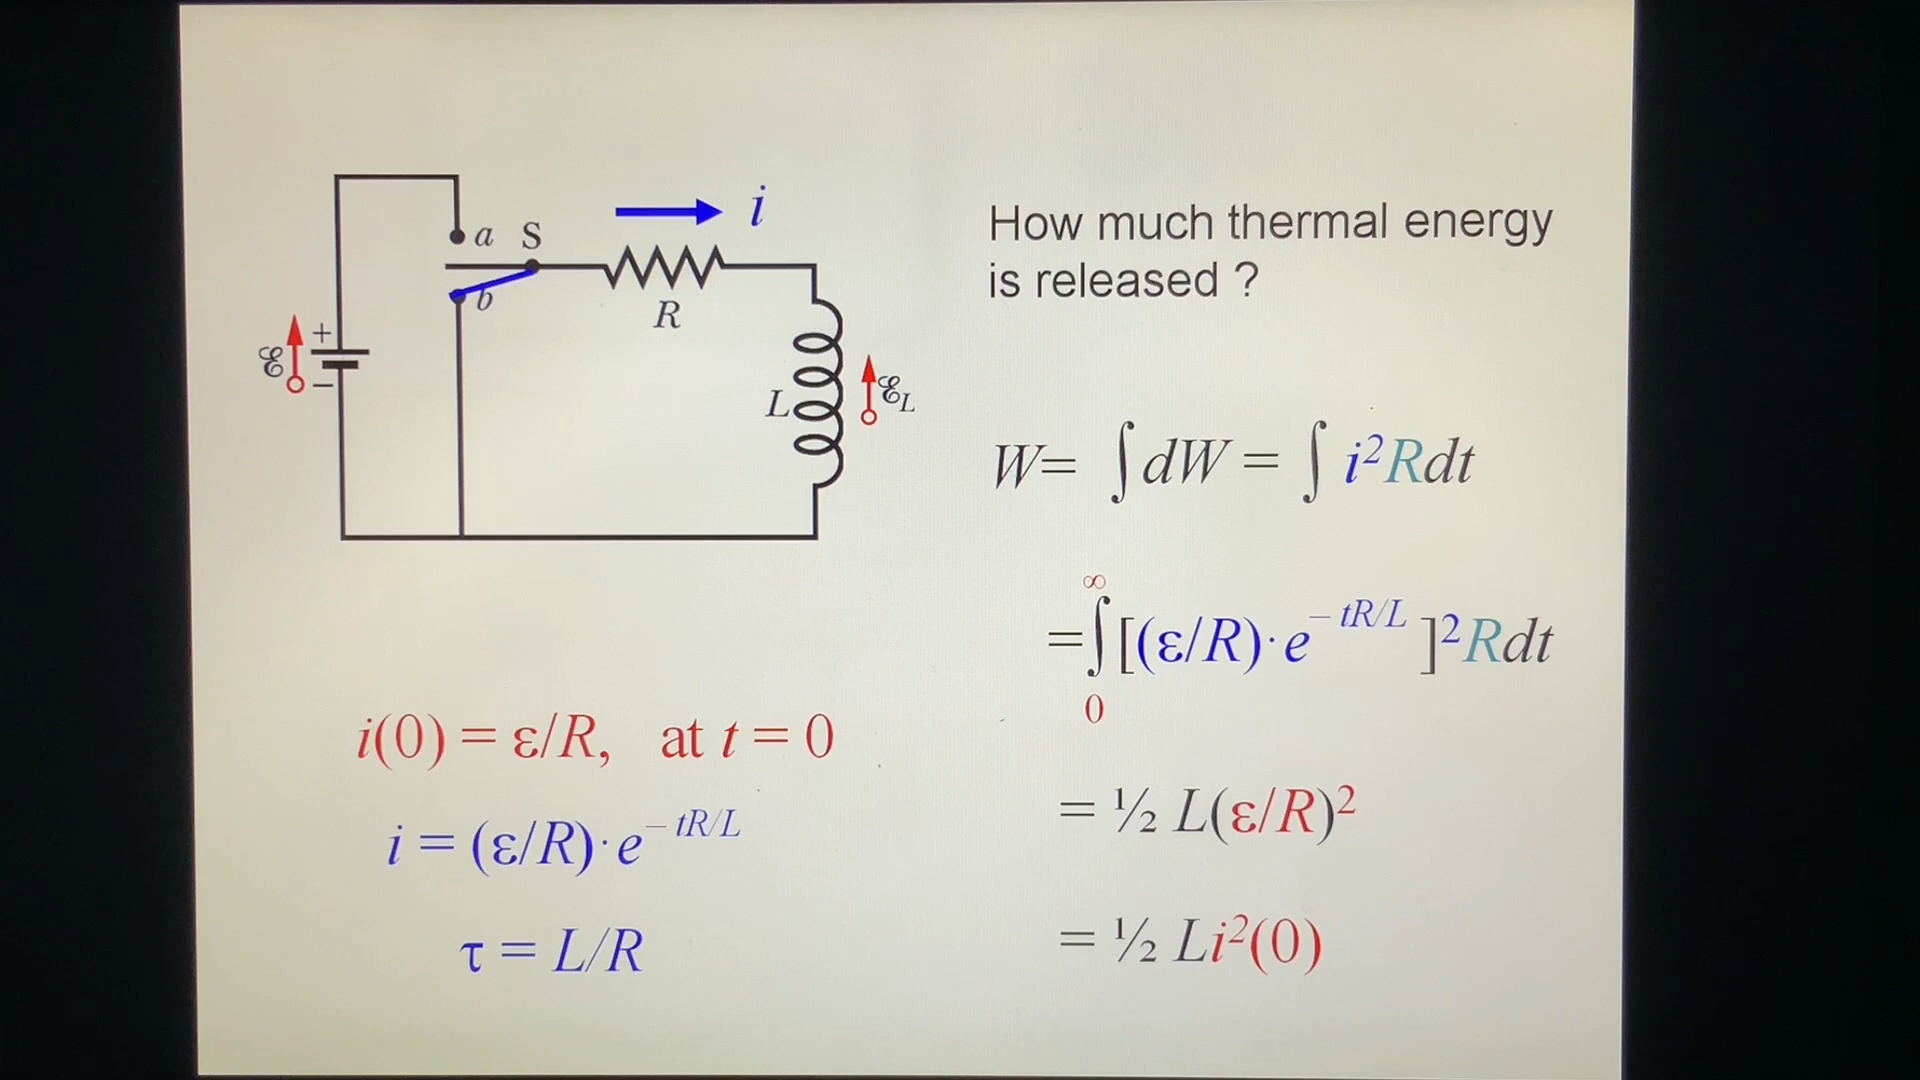 a S
i
b
R
+
ℰ
−
L
ℰL
How much thermal energy
is released ?
W= ∫dW = ∫ i²Rdt
=∫₀^∞ [(ε/R)·e^(−tR/L)]²Rdt
= ½ L(ε/R)²
= ½ Li²(0)
i(0) = ε/R, at t = 0
i = (ε/R)·e^(−tR/L)
τ = L/R